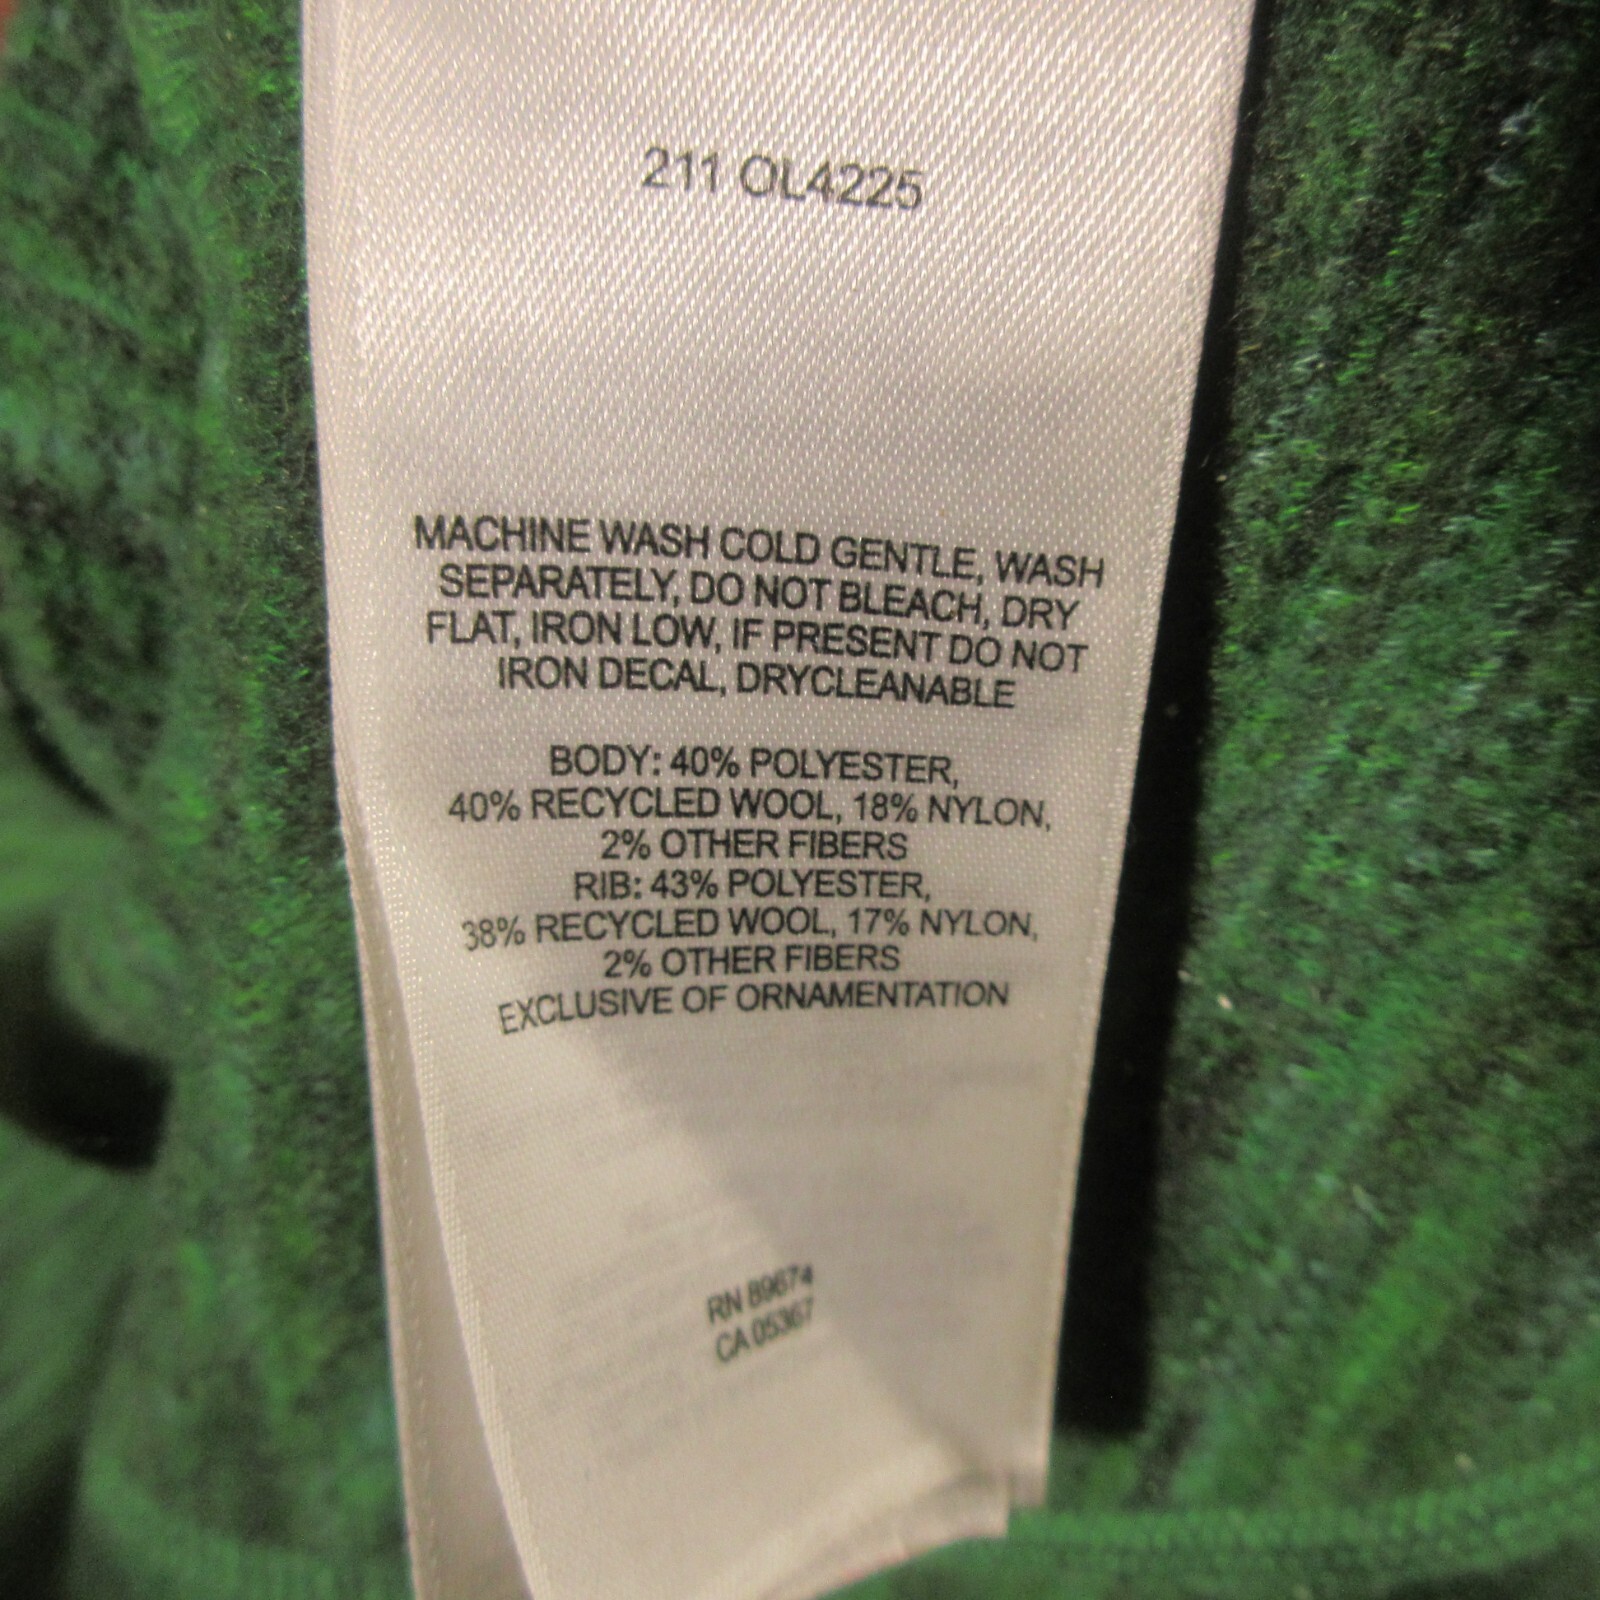 211 OL4225
MACHINE WASH COLD GENTLE, WASH
SEPARATELY, DO NOT BLEACH, DRY
FLAT, IRON LOW, IF PRESENT DO NOT
IRON DECAL, DRYCLEANABLE
BODY: 40% POLYESTER,
40% RECYCLED WOOL, 18% NYLON,
2% OTHER FIBERS
RIB: 43% POLYESTER,
38% RECYCLED WOOL, 17% NYLON,
2% OTHER FIBERS
EXCLUSIVE OF ORNAMENTATION
RN 89674
CA 05367